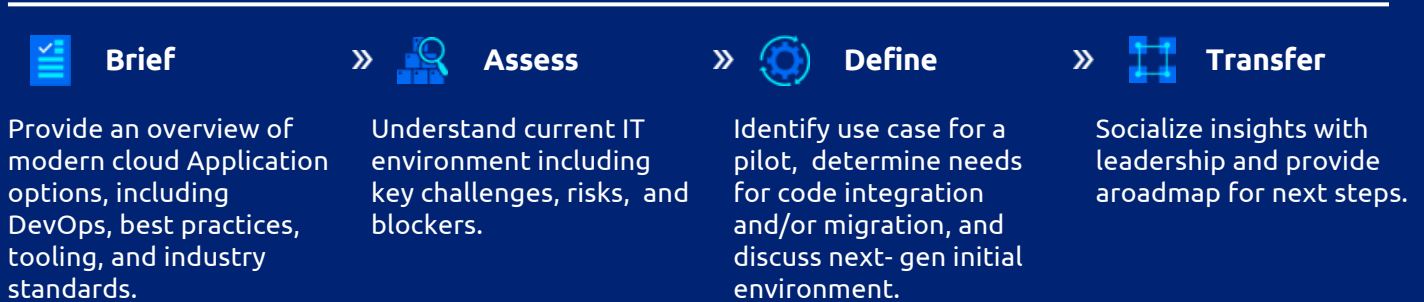 Brief
»
Assess
»
Define
»
Transfer
Provide an overview of
modern cloud Application
options, including
DevOps, best practices,
tooling, and industry
standards.
Understand current IT
environment including
key challenges, risks,  and
blockers.
Identify use case for a
pilot,  determine needs
for code integration
and/or migration, and
discuss next- gen initial
environment.
Socialize insights with
leadership and provide
aroadmap for next steps.